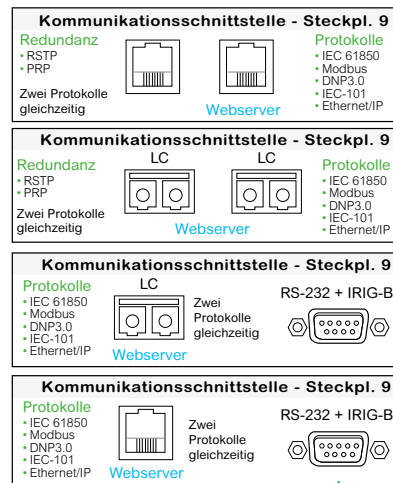 Kommunikationsschnittstelle - Steckpl. 9
Redundanz
• RSTP
• PRP
Zwei Protokolle
gleichzeitig
Webserver
Protokolle
• IEC 61850
• Modbus
• DNP3.0
• IEC-101
• Ethernet/IP
Kommunikationsschnittstelle - Steckpl. 9
Redundanz
• RSTP
• PRP
Zwei Protokolle
gleichzeitig
LC
LC
Webserver
Protokolle
• IEC 61850
• Modbus
• DNP3.0
• IEC-101
• Ethernet/IP
Kommunikationsschnittstelle - Steckpl. 9
Protokolle
• IEC 61850
• Modbus
• DNP3.0
• IEC-101
• Ethernet/IP
LC
Webserver
Zwei
Protokolle
gleichzeitig
RS-232 + IRIG-B
Kommunikationsschnittstelle - Steckpl. 9
Protokolle
• IEC 61850
• Modbus
• DNP3.0
• IEC-101
• Ethernet/IP
Webserver
Zwei
Protokolle
gleichzeitig
RS-232 + IRIG-B